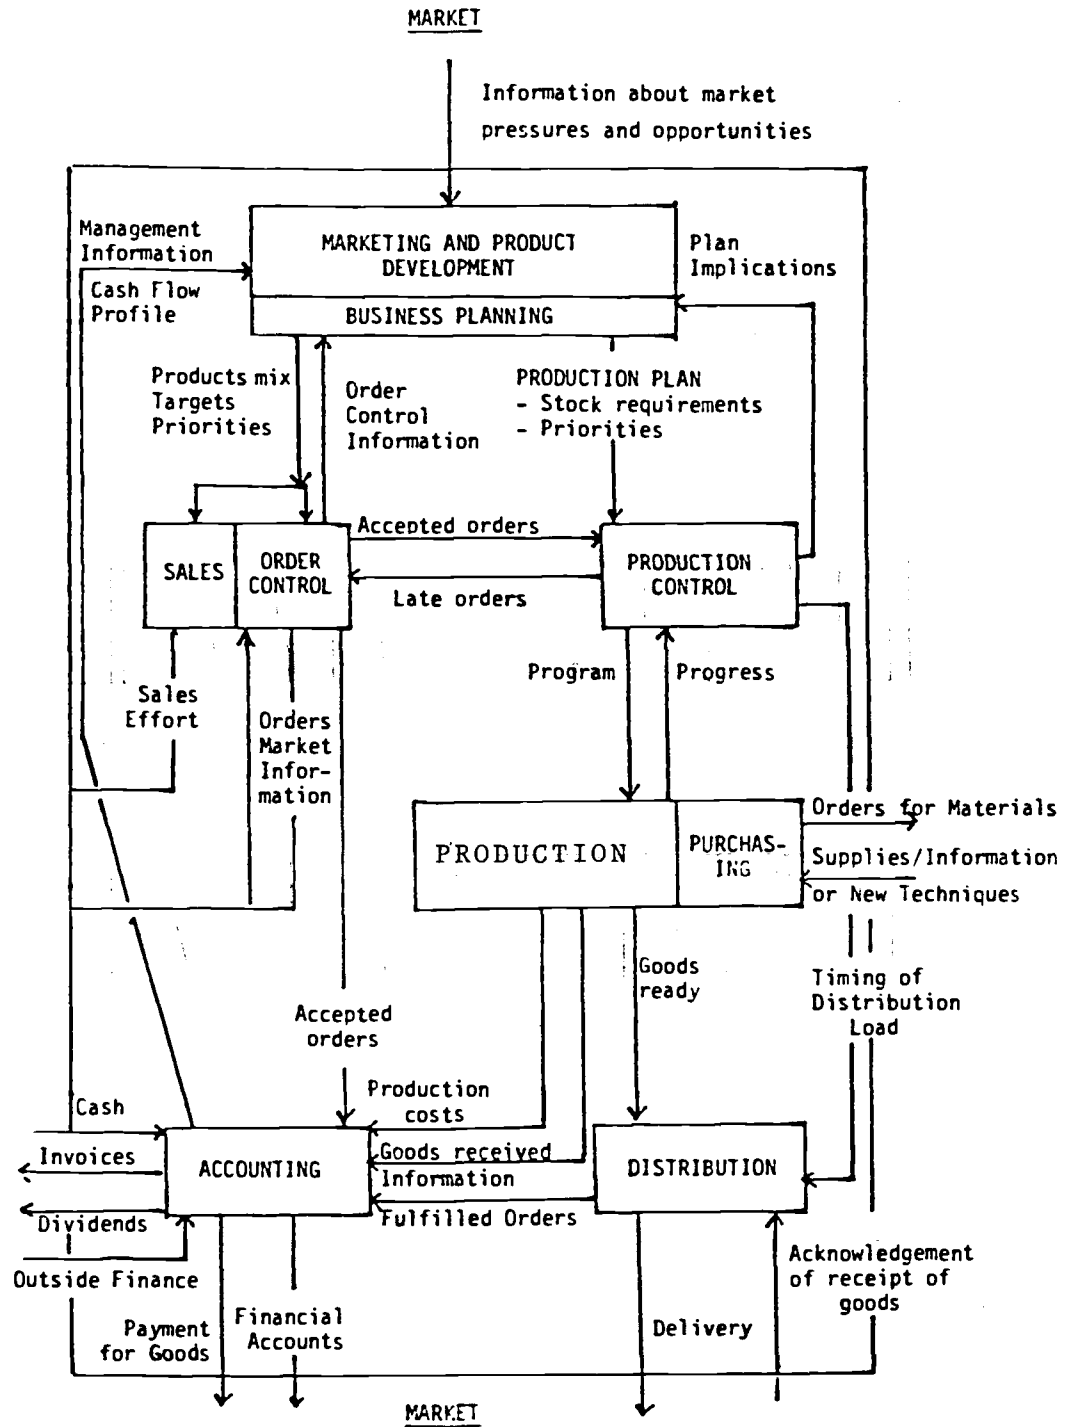 MARKET
Information about market
pressures and opportunities
Management
Information
Cash Flow
Profile
MARKETING AND PRODUCT
DEVELOPMENT
BUSINESS PLANNING
Plan
Implications
Products mix
Targets
Priorities
Order
Control
Information
PRODUCTION PLAN
- Stock requirements
- Priorities
SALES
ORDER
CONTROL
Accepted orders
Late orders
PRODUCTION
CONTROL
Program
Progress
Sales
Effort
Orders
Market
Infor-
mation
PRODUCTION
PURCHAS-
ING
Orders for Materials
Supplies/Information
or New Techniques
Goods
ready
Timing of
Distribution
Load
Accepted
orders
Production
costs
Cash
Invoices
Dividends
Outside Finance
ACCOUNTING
Goods received
Information
Fulfilled Orders
DISTRIBUTION
Payment
for Goods
Financial
Accounts
Delivery
Acknowledgement
of receipt of
goods
MARKET